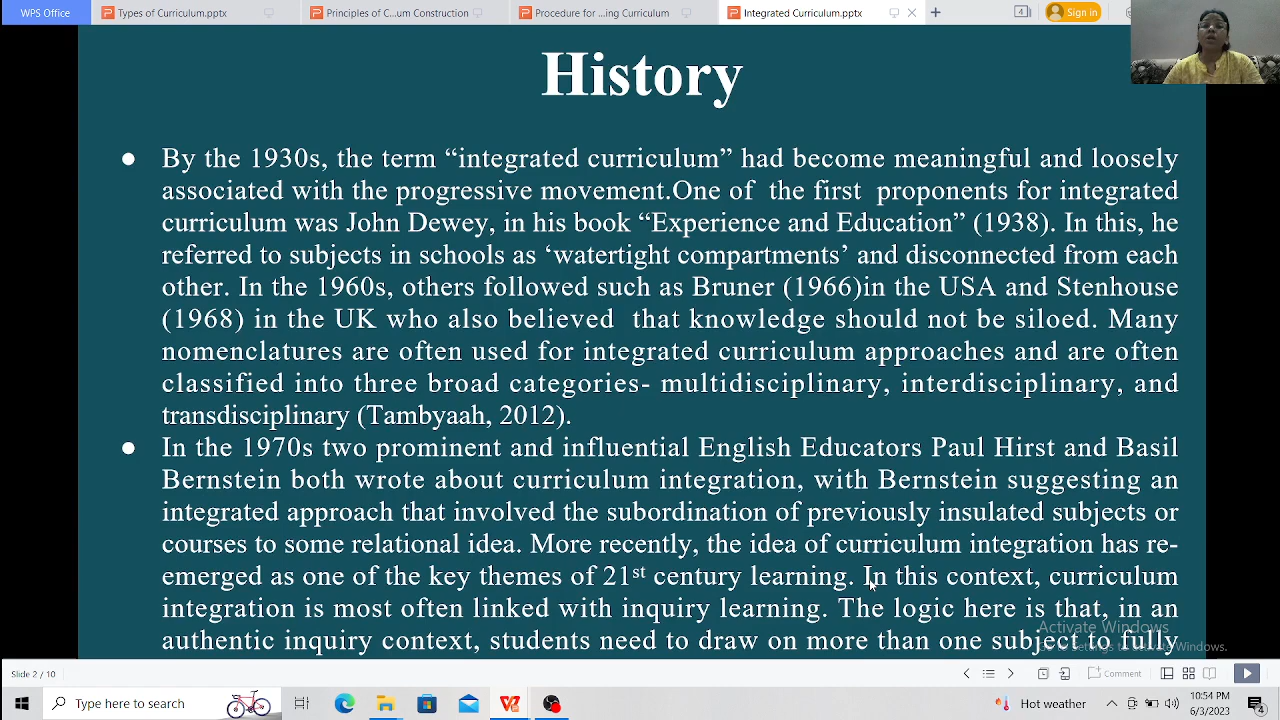 WPS Office
Types of Curriculum.pptx
Principles of C...um Construction
Procedure for ...ing Curriculum
Integrated Curriculum.pptx
4
Sign in
History
By the 1930s, the term “integrated curriculum” had become meaningful and loosely
associated with the progressive movement.One of the first proponents for integrated
curriculum was John Dewey, in his book “Experience and Education” (1938). In this, he
referred to subjects in schools as ‘watertight compartments’ and disconnected from each
other. In the 1960s, others followed such as Bruner (1966)in the USA and Stenhouse
(1968) in the UK who also believed that knowledge should not be siloed. Many
nomenclatures are often used for integrated curriculum approaches and are often
classified into three broad categories- multidisciplinary, interdisciplinary, and
transdisciplinary (Tambyaah, 2012).
In the 1970s two prominent and influential English Educators Paul Hirst and Basil
Bernstein both wrote about curriculum integration, with Bernstein suggesting an
integrated approach that involved the subordination of previously insulated subjects or
courses to some relational idea. More recently, the idea of curriculum integration has re-
emerged as one of the key themes of 21st century learning. In this context, curriculum
integration is most often linked with inquiry learning. The logic here is that, in an
authentic inquiry context, students need to draw on more than one subject to fully
Activate Windows
Go to Settings to activate Windows.
Slide 2 / 10
Comment
Type here to search
Hot weather
10:54 PM
6/3/2023
4